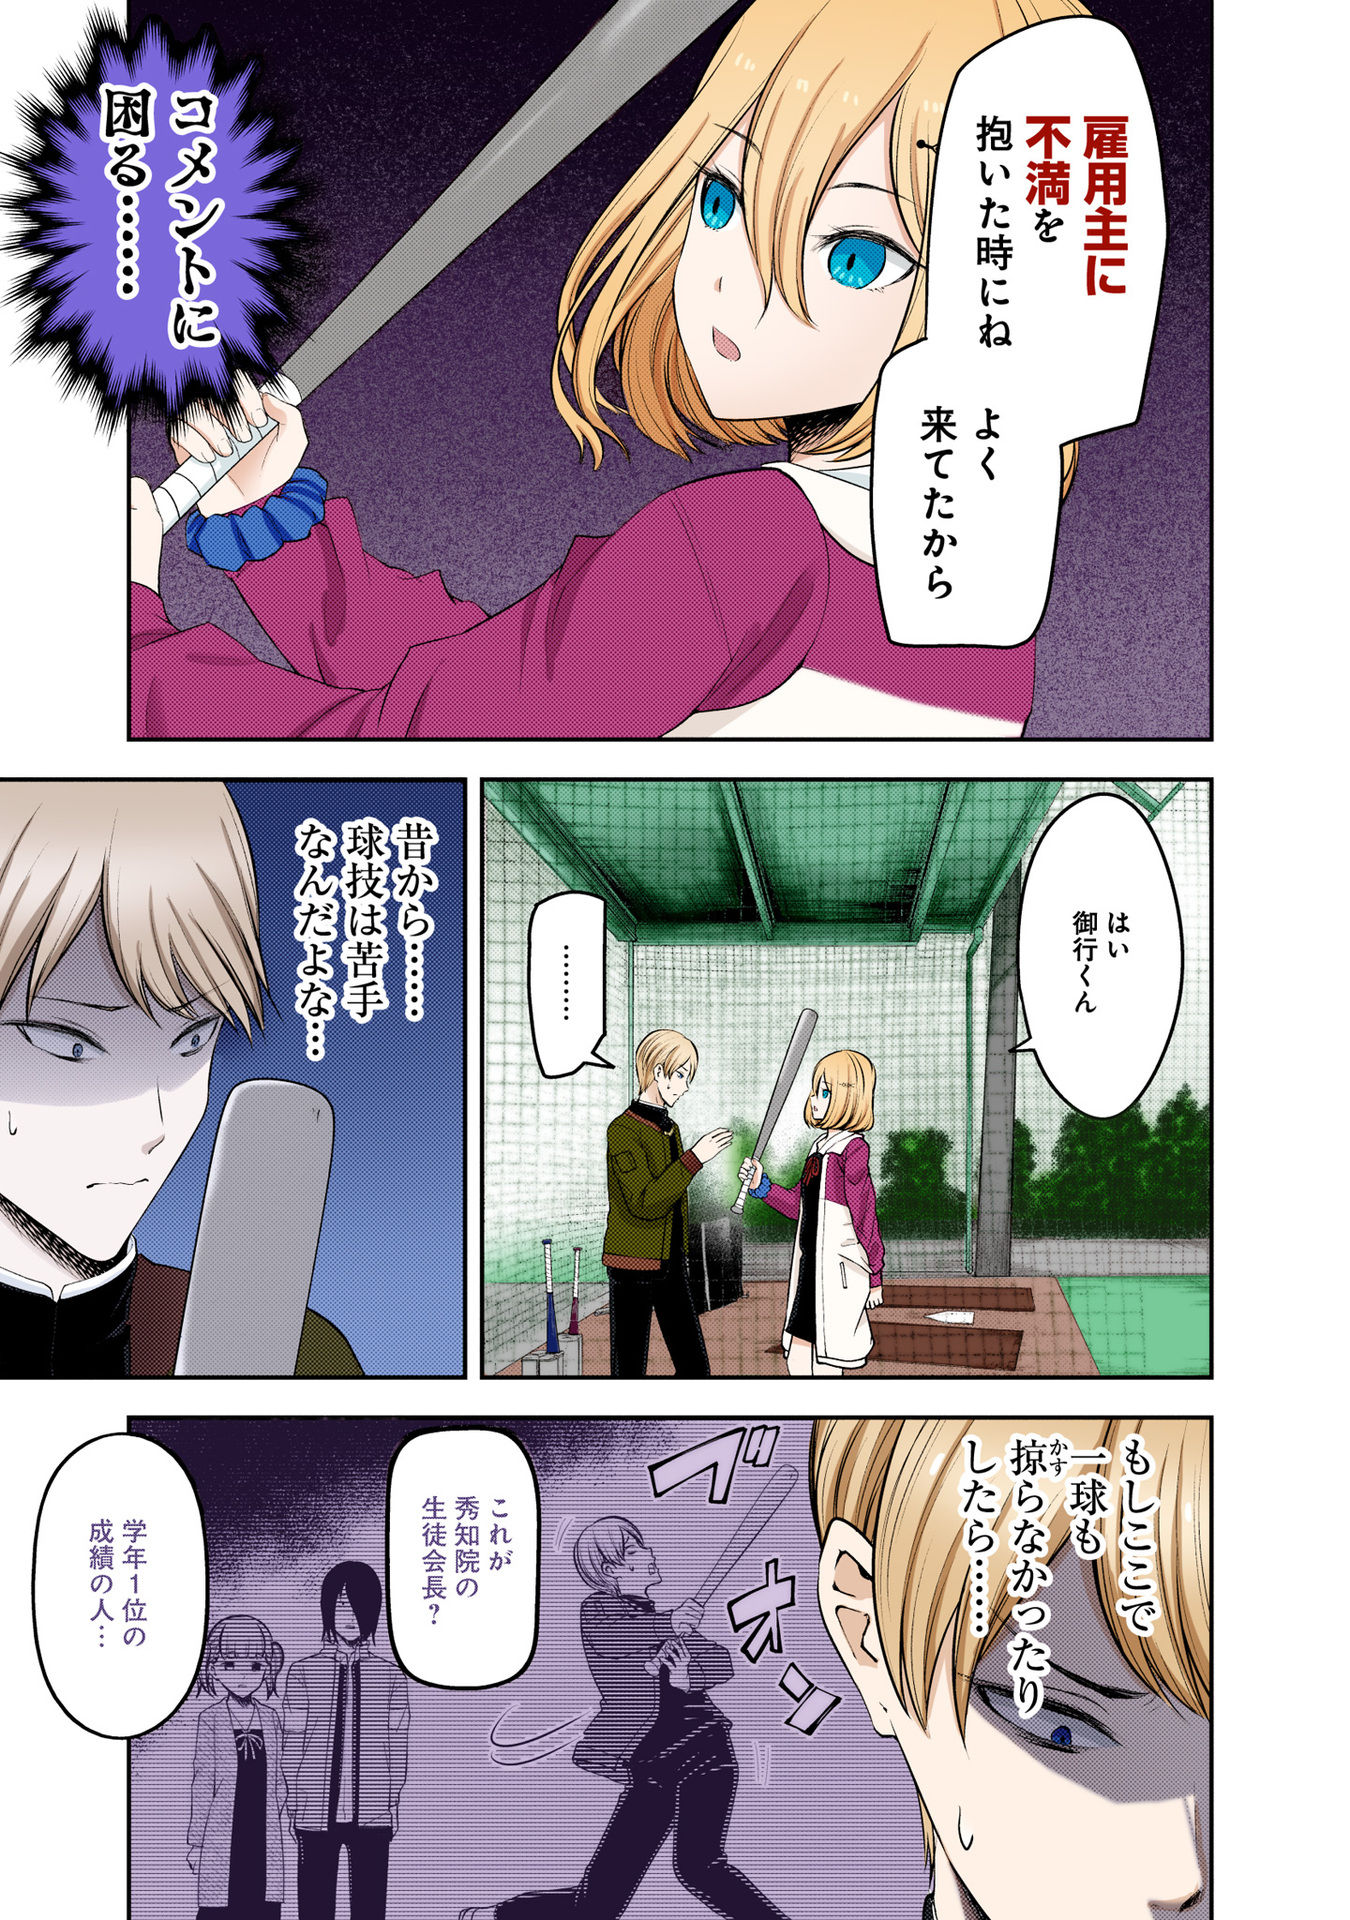 雇用主に
不満を
抱いた時にね
よく
来てたから
コメントに
困る……
はい
御行くん
………
昔から……
球技は苦手
なんだよな…
もしここで
一球も
掠らなかったり
かす
したら……
ブオン
これが
秀知院の
生徒会長？
学年1位の
成績の人…